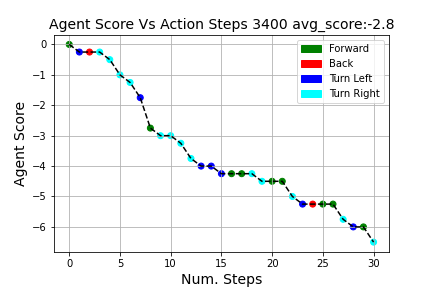 Agent Score Vs Action Steps 3400 avg_score:-2.8
Forward
Back
Turn Left
Turn Right
Agent Score
0
−1
−2
−3
−4
−5
−6
0 5 10 15 20 25 30
Num. Steps